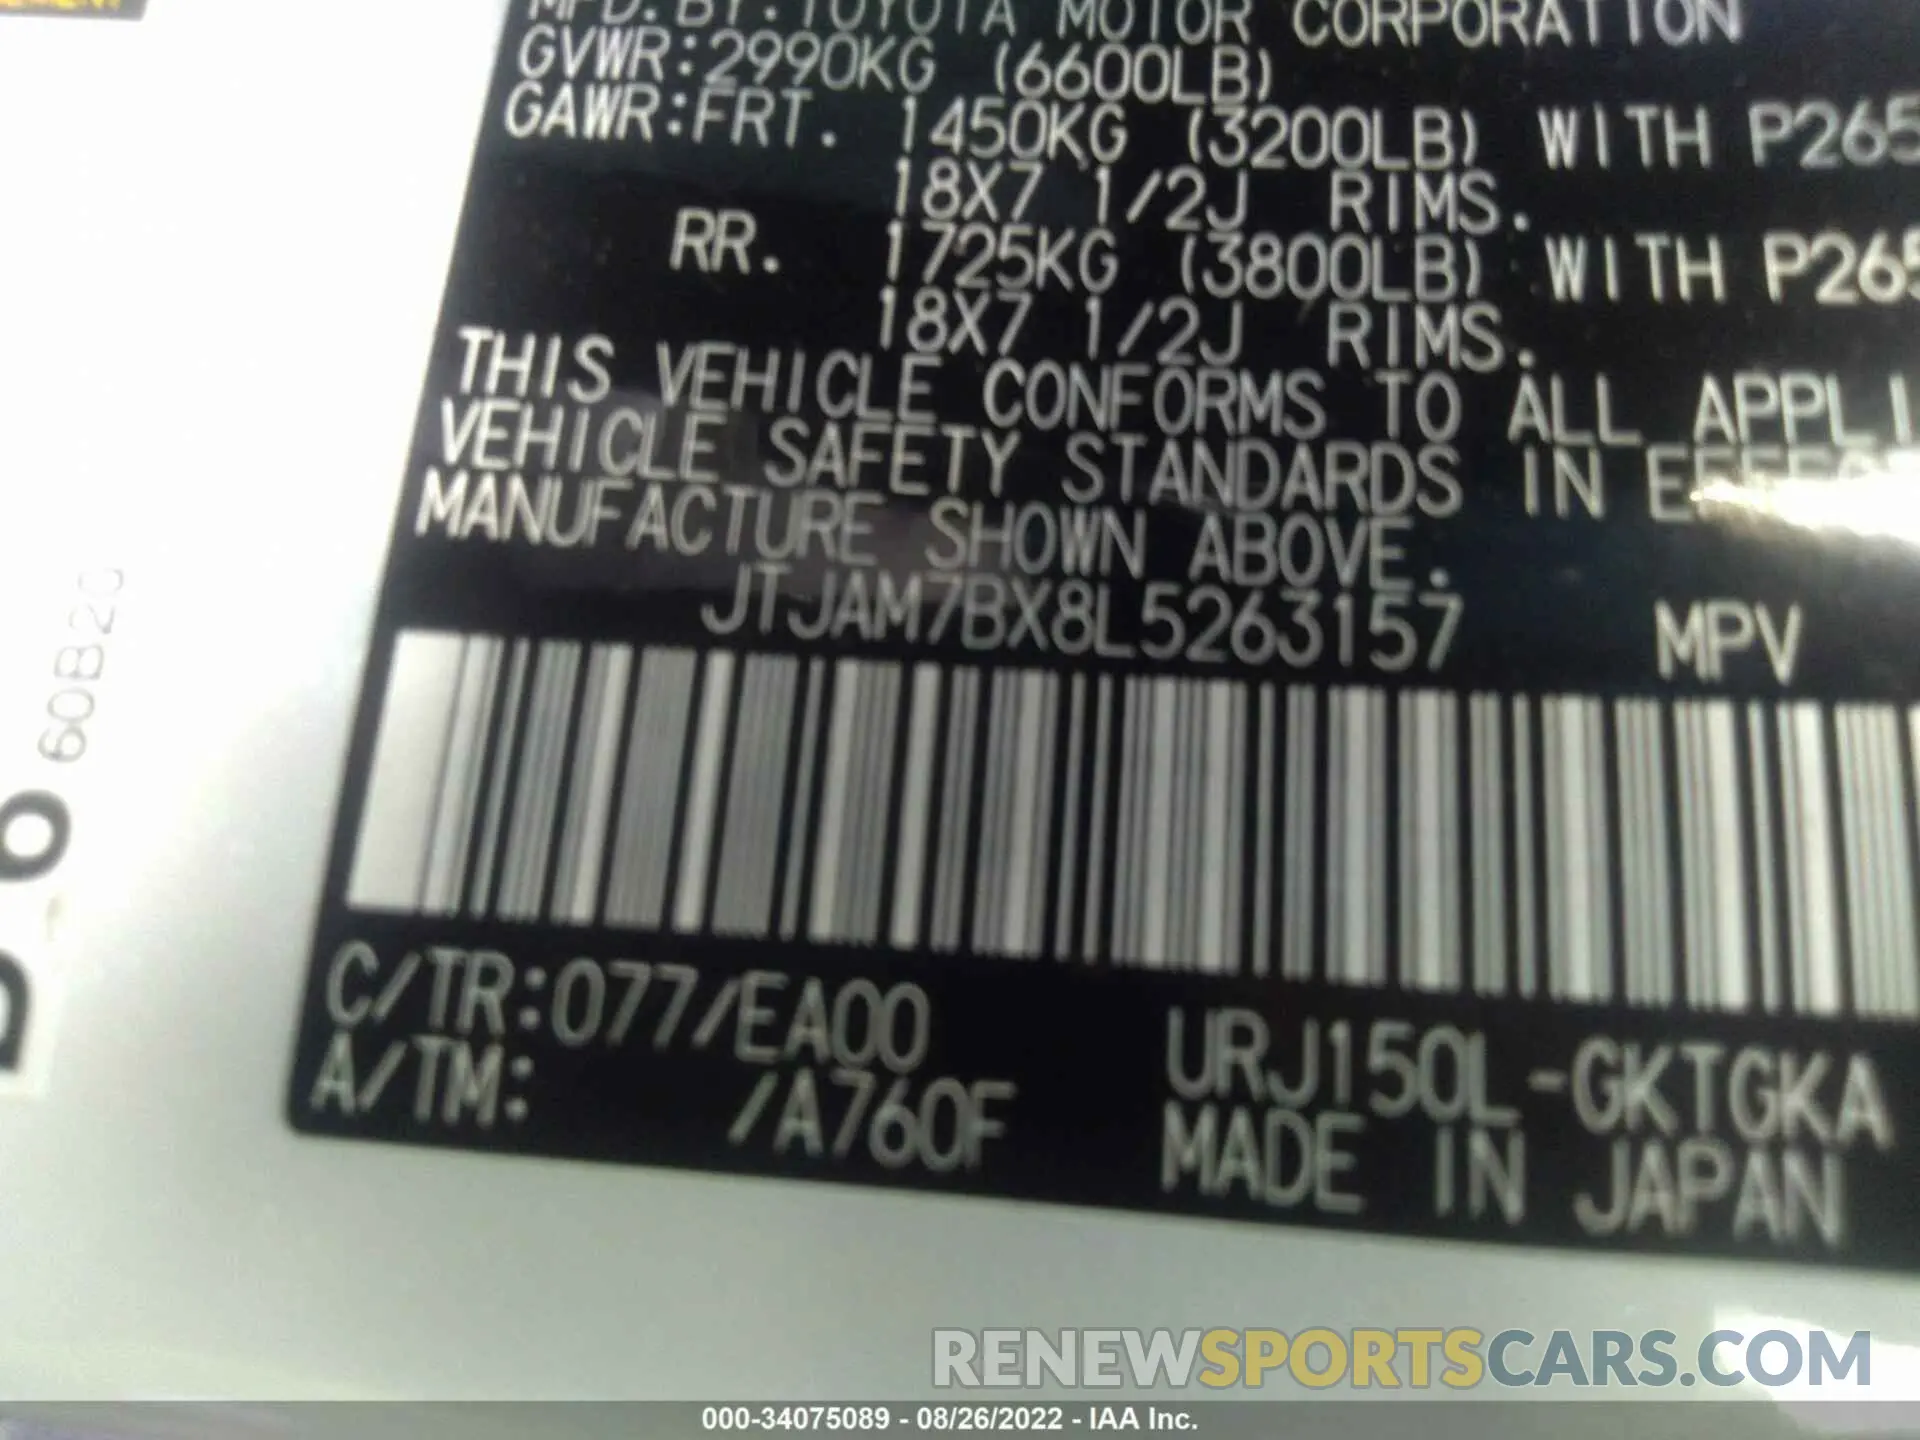 MFD. BY: TOYOTA MOTOR CORPORATION
GVWR: 2990KG (6600LB)
GAWR: FRT. 1450KG (3200LB) WITH P265
18X7 1/2J RIMS.
RR. 1725KG (3800LB) WITH P265
18X7 1/2J RIMS.
THIS VEHICLE CONFORMS TO ALL APPLI
VEHICLE SAFETY STANDARDS IN EFFECT
MANUFACTURE SHOWN ABOVE.
JTJAM7BX8L5263157 MPV
C/TR: 077/EA00 URJ150L-GKTGKA
A/TM: /A760F MADE IN JAPAN
60B20
RENEWSPORTSCARS.COM
000-34075089 - 08/26/2022 - IAA Inc.